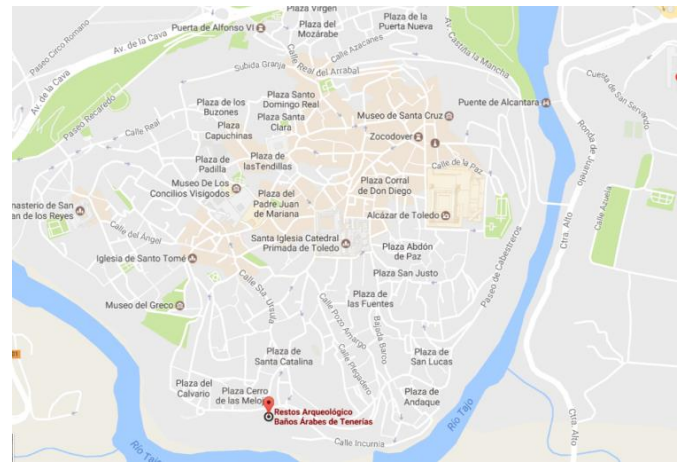 Plaza Virgen
Puerta de Alfonso VI
Plaza del
Mozárabe
Plaza de la
Puerta Nueva
Paseo Circo Romano
Av. de la Cava
Av. de la Cava
Calle Azacanes
Av. Castilla la Mancha
Calle Real del Arrabal
Subida Granja
Cuesta de San Servando
Paseo Recaredo
Plaza de los
Buzones
Plaza Santo
Domingo Real
Puente de Alcantara
Museo de Santa Cruz
Plaza
Capuchinas
Plaza Santa
Clara
Calle Real
Zocodover
Ronda de Juanelo
Plaza de
Padilla
Plaza de
lasTendillas
Calle de la Paz
Museo De Los
Concilios Visigodos
Plaza Corral
de Don Diego
Plaza del
Padre Juan
de Mariana
nasterio de San
an de los Reyes
Alcázar de Toledo
Calle Azuela
Ctra. Alto
Calle del Ángel
Santa Iglesia Catedral
Primada de Toledo
Plaza Abdón
de Paz
Iglesia de Santo Tomé
Paseo de Cabestreros
Plaza San Justo
Calle Sta. Úrsula
Plaza de
las Fuentes
Museo del Greco
Calle Pozo Amargo
Bajada Barco
Plaza de
Santa Catalina
Plaza de
San Lucas
Calle Plegadero
Plaza del
Calvario
Plaza Cerro
de las Melo
Plaza de
Andaque
Restos Arqueológico
Baños Árabes de Tenerías
Calle Incurnia
Río Tajo
Río Taj
Ctra. Alto